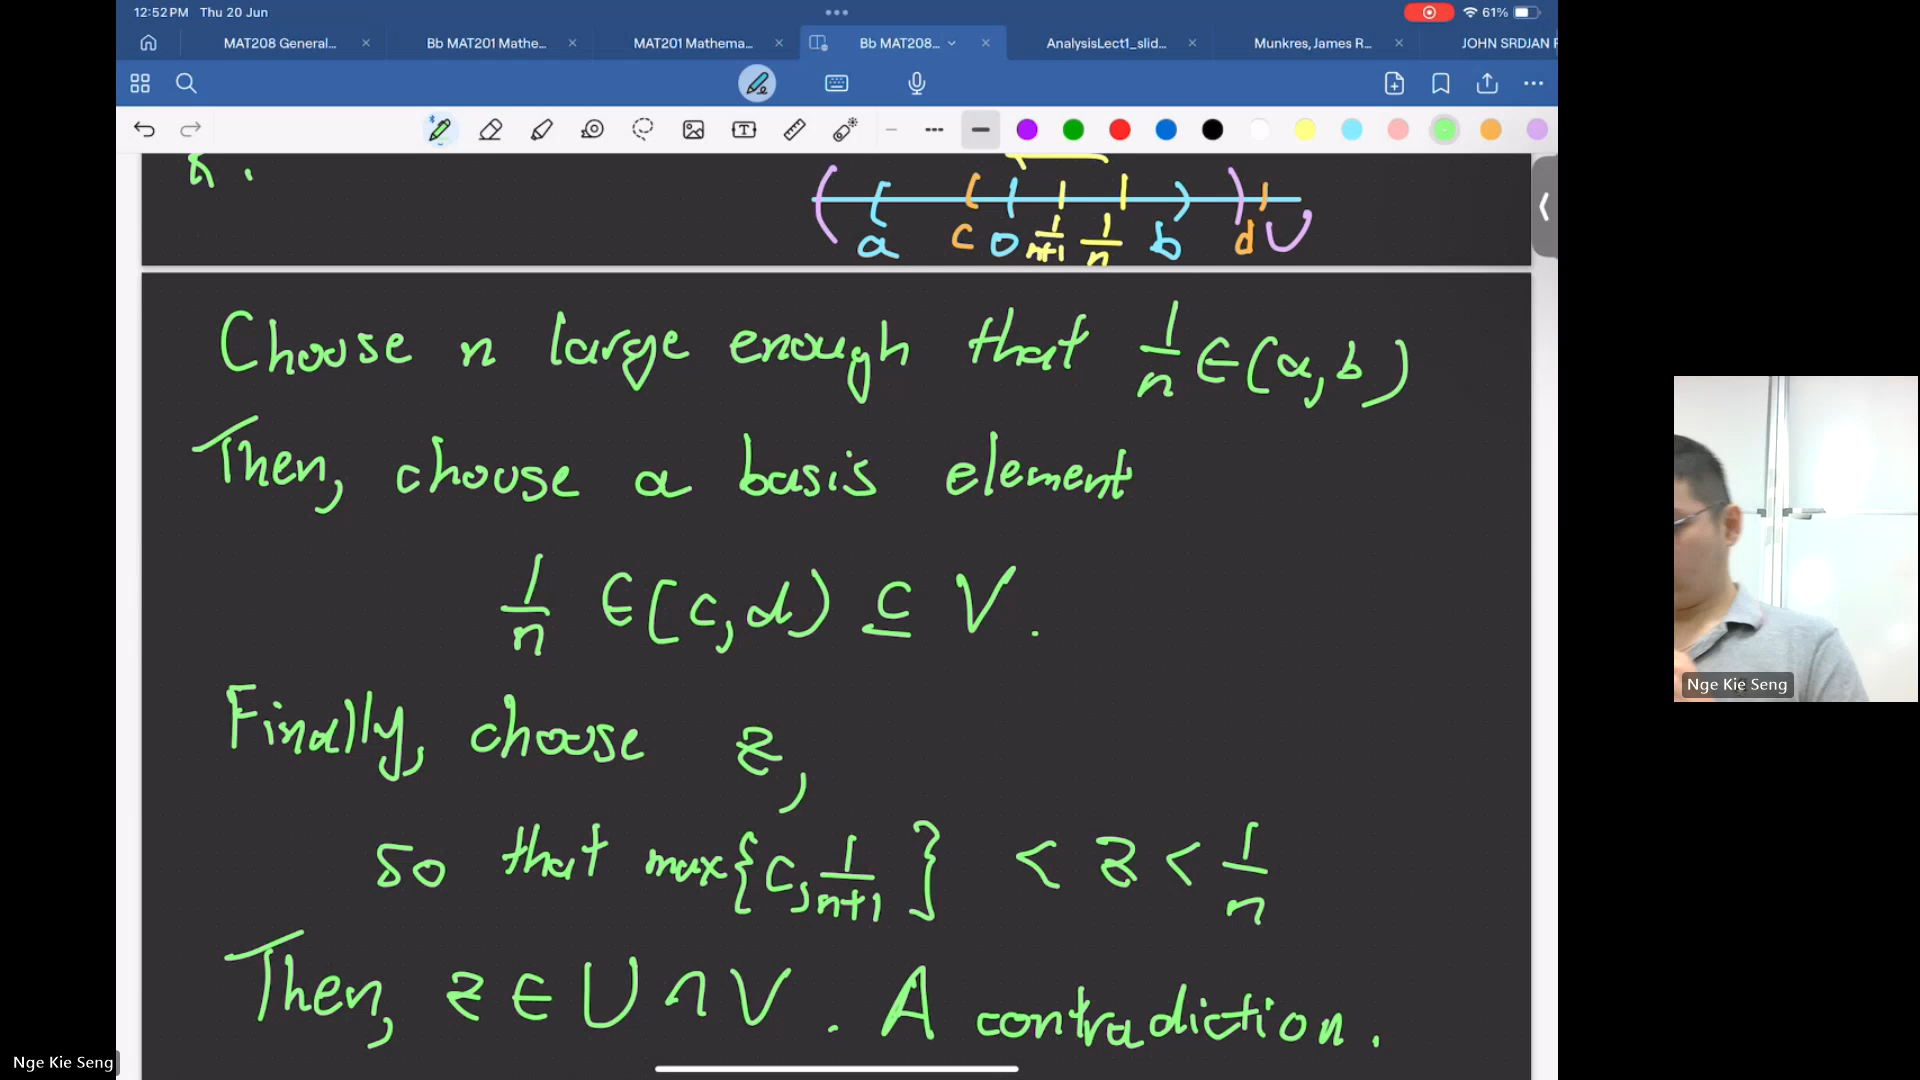 12:52 PM Thu 20 Jun
61%
MAT208 General...
Bb MAT201 Mathe...
MAT201 Mathema...
Bb MAT208...
AnalysisLect1_slid...
Munkres, James R...
JOHN SRDJAN
a c 0 1/n+1 1/n b d U
Choose n large enough that 1/n ∈ (a, b)
Then, choose a basis element
1/n ∈ (c, d) ⊆ V.
Finally, choose z,
so that max{c, 1/n+1} < z < 1/n
Then, z ∈ U ∩ V. A contradiction.
Nge Kie Seng
Nge Kie Seng